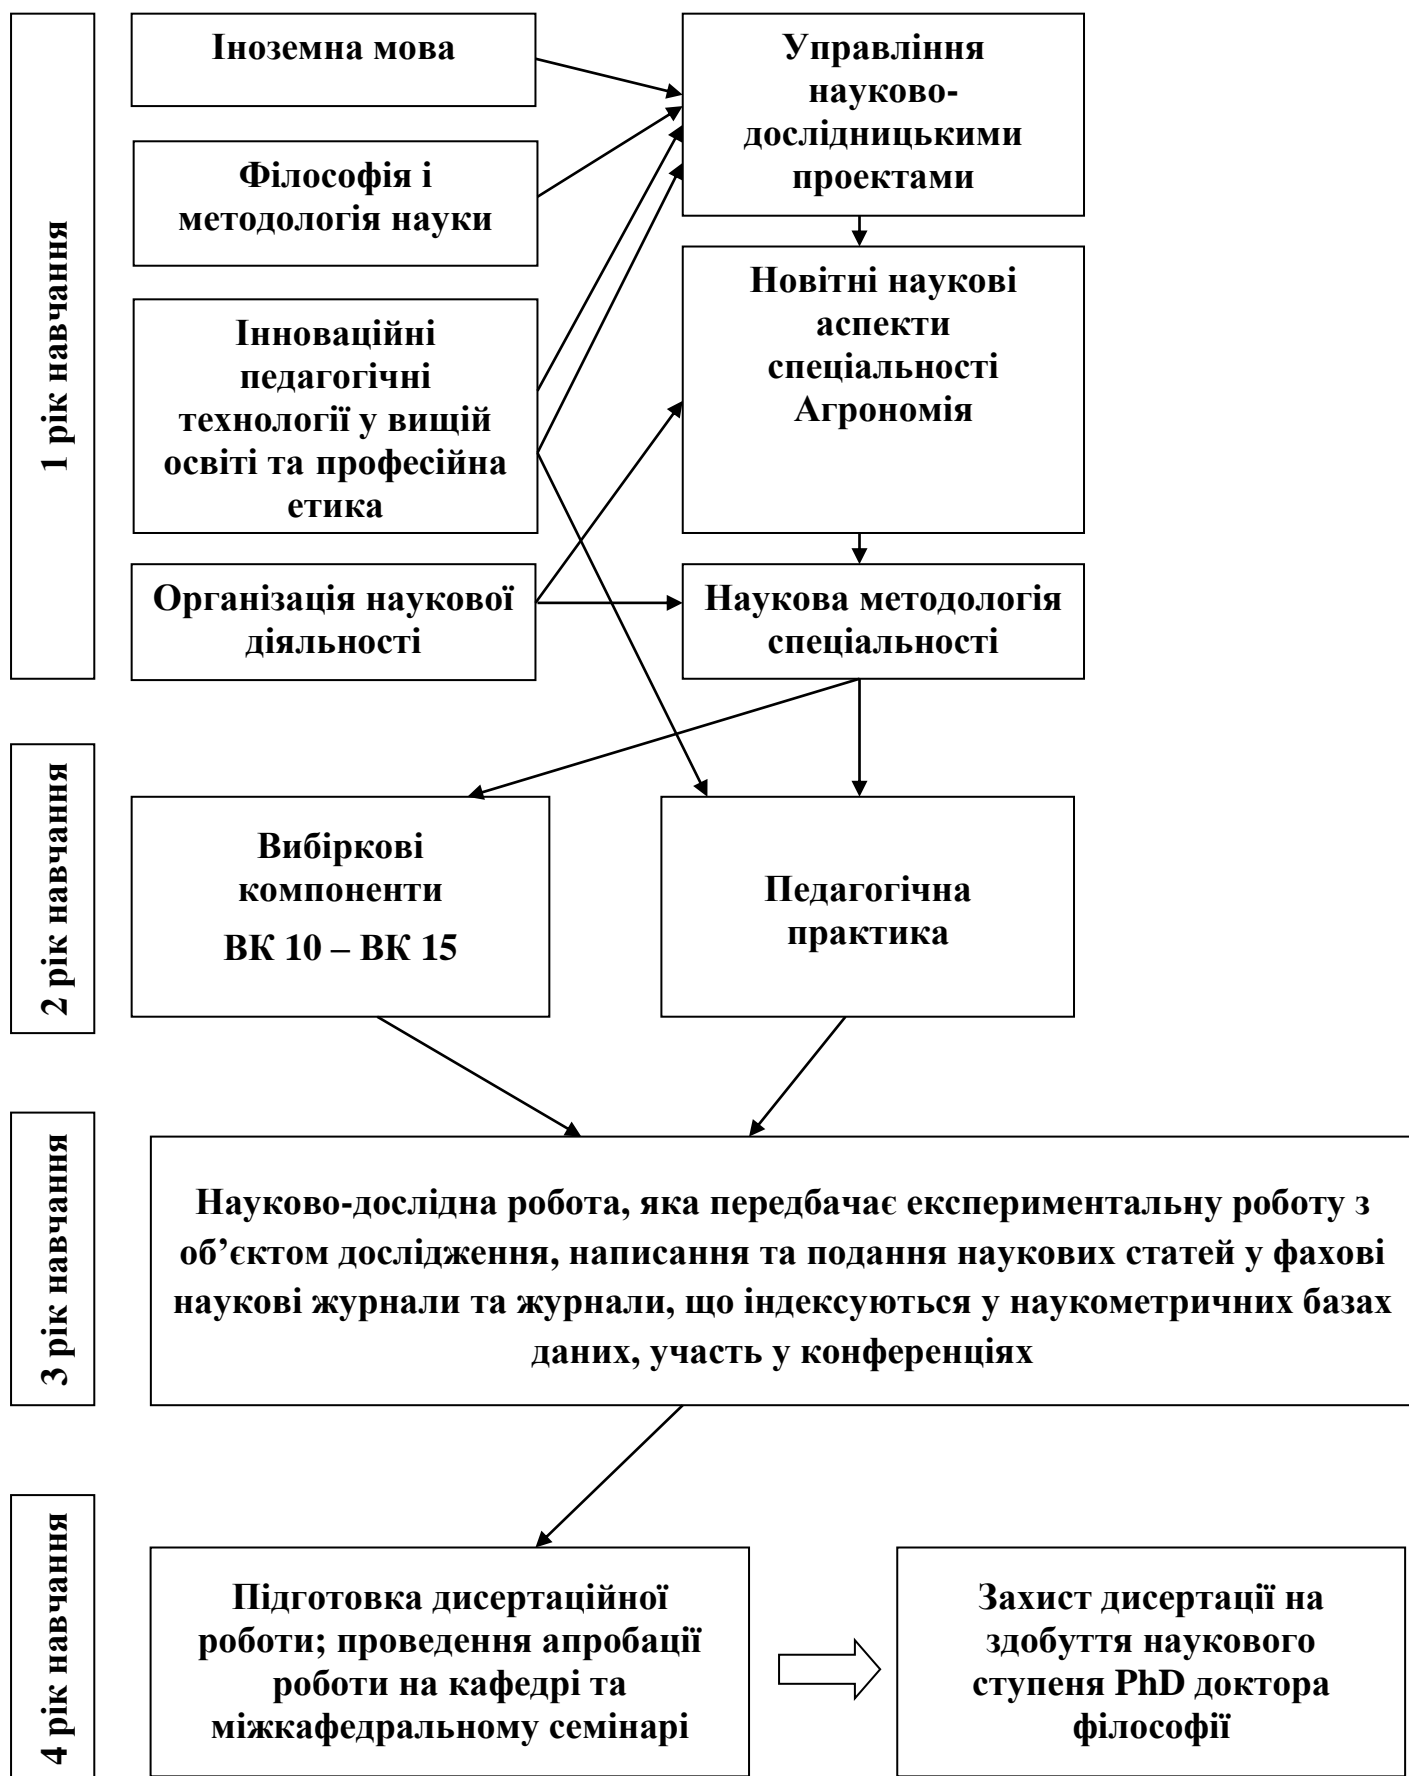 1 рік навчання
Іноземна мова
Управління
науково-
дослідницькими
проектами
Філософія і
методологія науки
Інноваційні
педагогічні
технології у вищій
освіті та професійна
етика
Новітні наукові
аспекти
спеціальності
Агрономія
Організація наукової
діяльності
Наукова методологія
спеціальності
2 рік навчання
Вибіркові
компоненти
ВК 10 – ВК 15
Педагогічна
практика
3 рік навчання
Науково-дослідна робота, яка передбачає експериментальну роботу з
об’єктом дослідження, написання та подання наукових статей у фахові
наукові журнали та журнали, що індексуються у наукометричних базах
даних, участь у конференціях
4 рік навчання
Підготовка дисертаційної
роботи; проведення апробації
роботи на кафедрі та
міжкафедральному семінарі
Захист дисертації на
здобуття наукового
ступеня PhD доктора
філософії